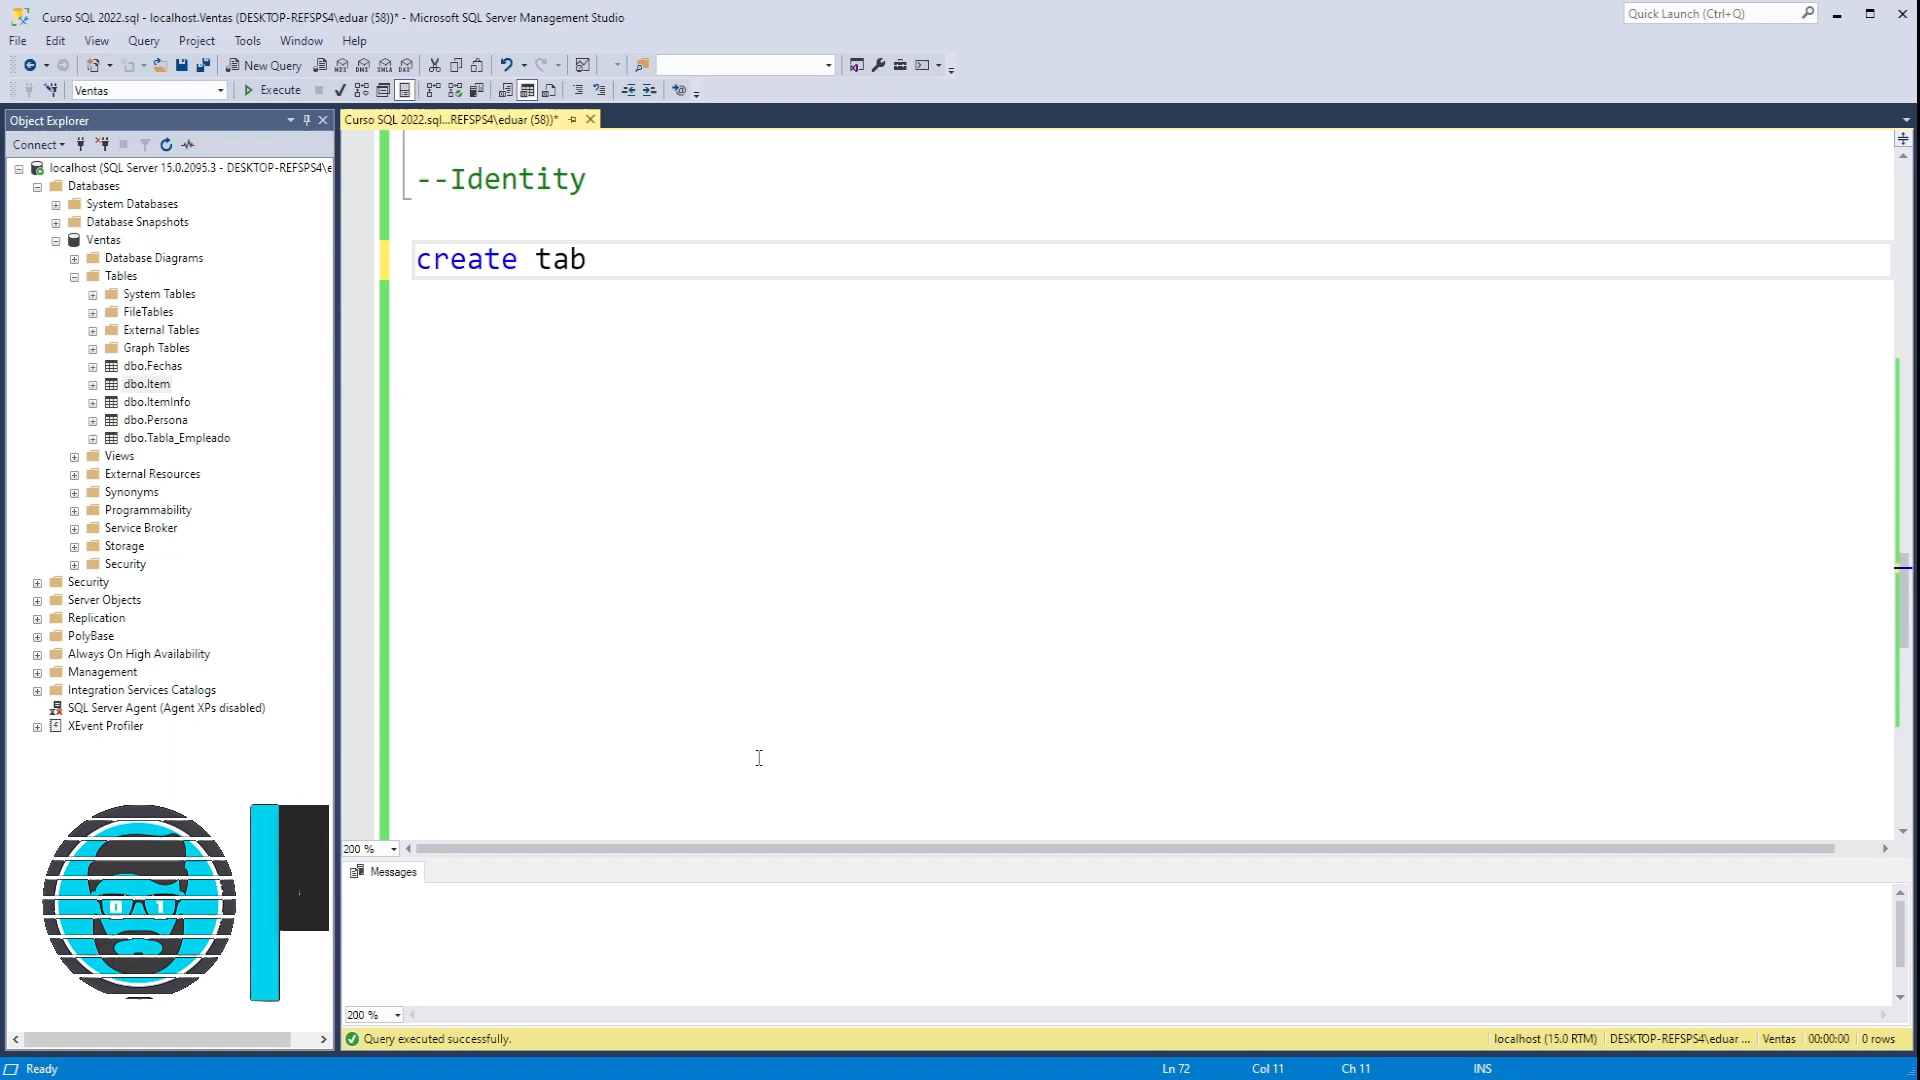 Curso SQL 2022.sql - localhost.Ventas (DESKTOP-REFSPS4\eduar (58))* - Microsoft SQL Server Management Studio
Quick Launch (Ctrl+Q)
File Edit View Query Project Tools Window Help
New Query
MDX DMX XMLA DAX
Ventas
Execute
Object Explorer
Curso SQL 2022.sql...REFSPS4\eduar (58))*
Connect
localhost (SQL Server 15.0.2095.3 - DESKTOP-REFSPS4\e
Databases
System Databases
Database Snapshots
Ventas
Database Diagrams
Tables
System Tables
FileTables
External Tables
Graph Tables
dbo.Fechas
dbo.Item
dbo.ItemInfo
dbo.Persona
dbo.Tabla_Empleado
Views
External Resources
Synonyms
Programmability
Service Broker
Storage
Security
Security
Server Objects
Replication
PolyBase
Always On High Availability
Management
Integration Services Catalogs
SQL Server Agent (Agent XPs disabled)
XEvent Profiler
0 1
--Identity
create tab
200 %
Messages
200 %
Query executed successfully.
localhost (15.0 RTM) DESKTOP-REFSPS4\eduar ... Ventas 00:00:00 0 rows
Ready
Ln 72 Col 11 Ch 11 INS